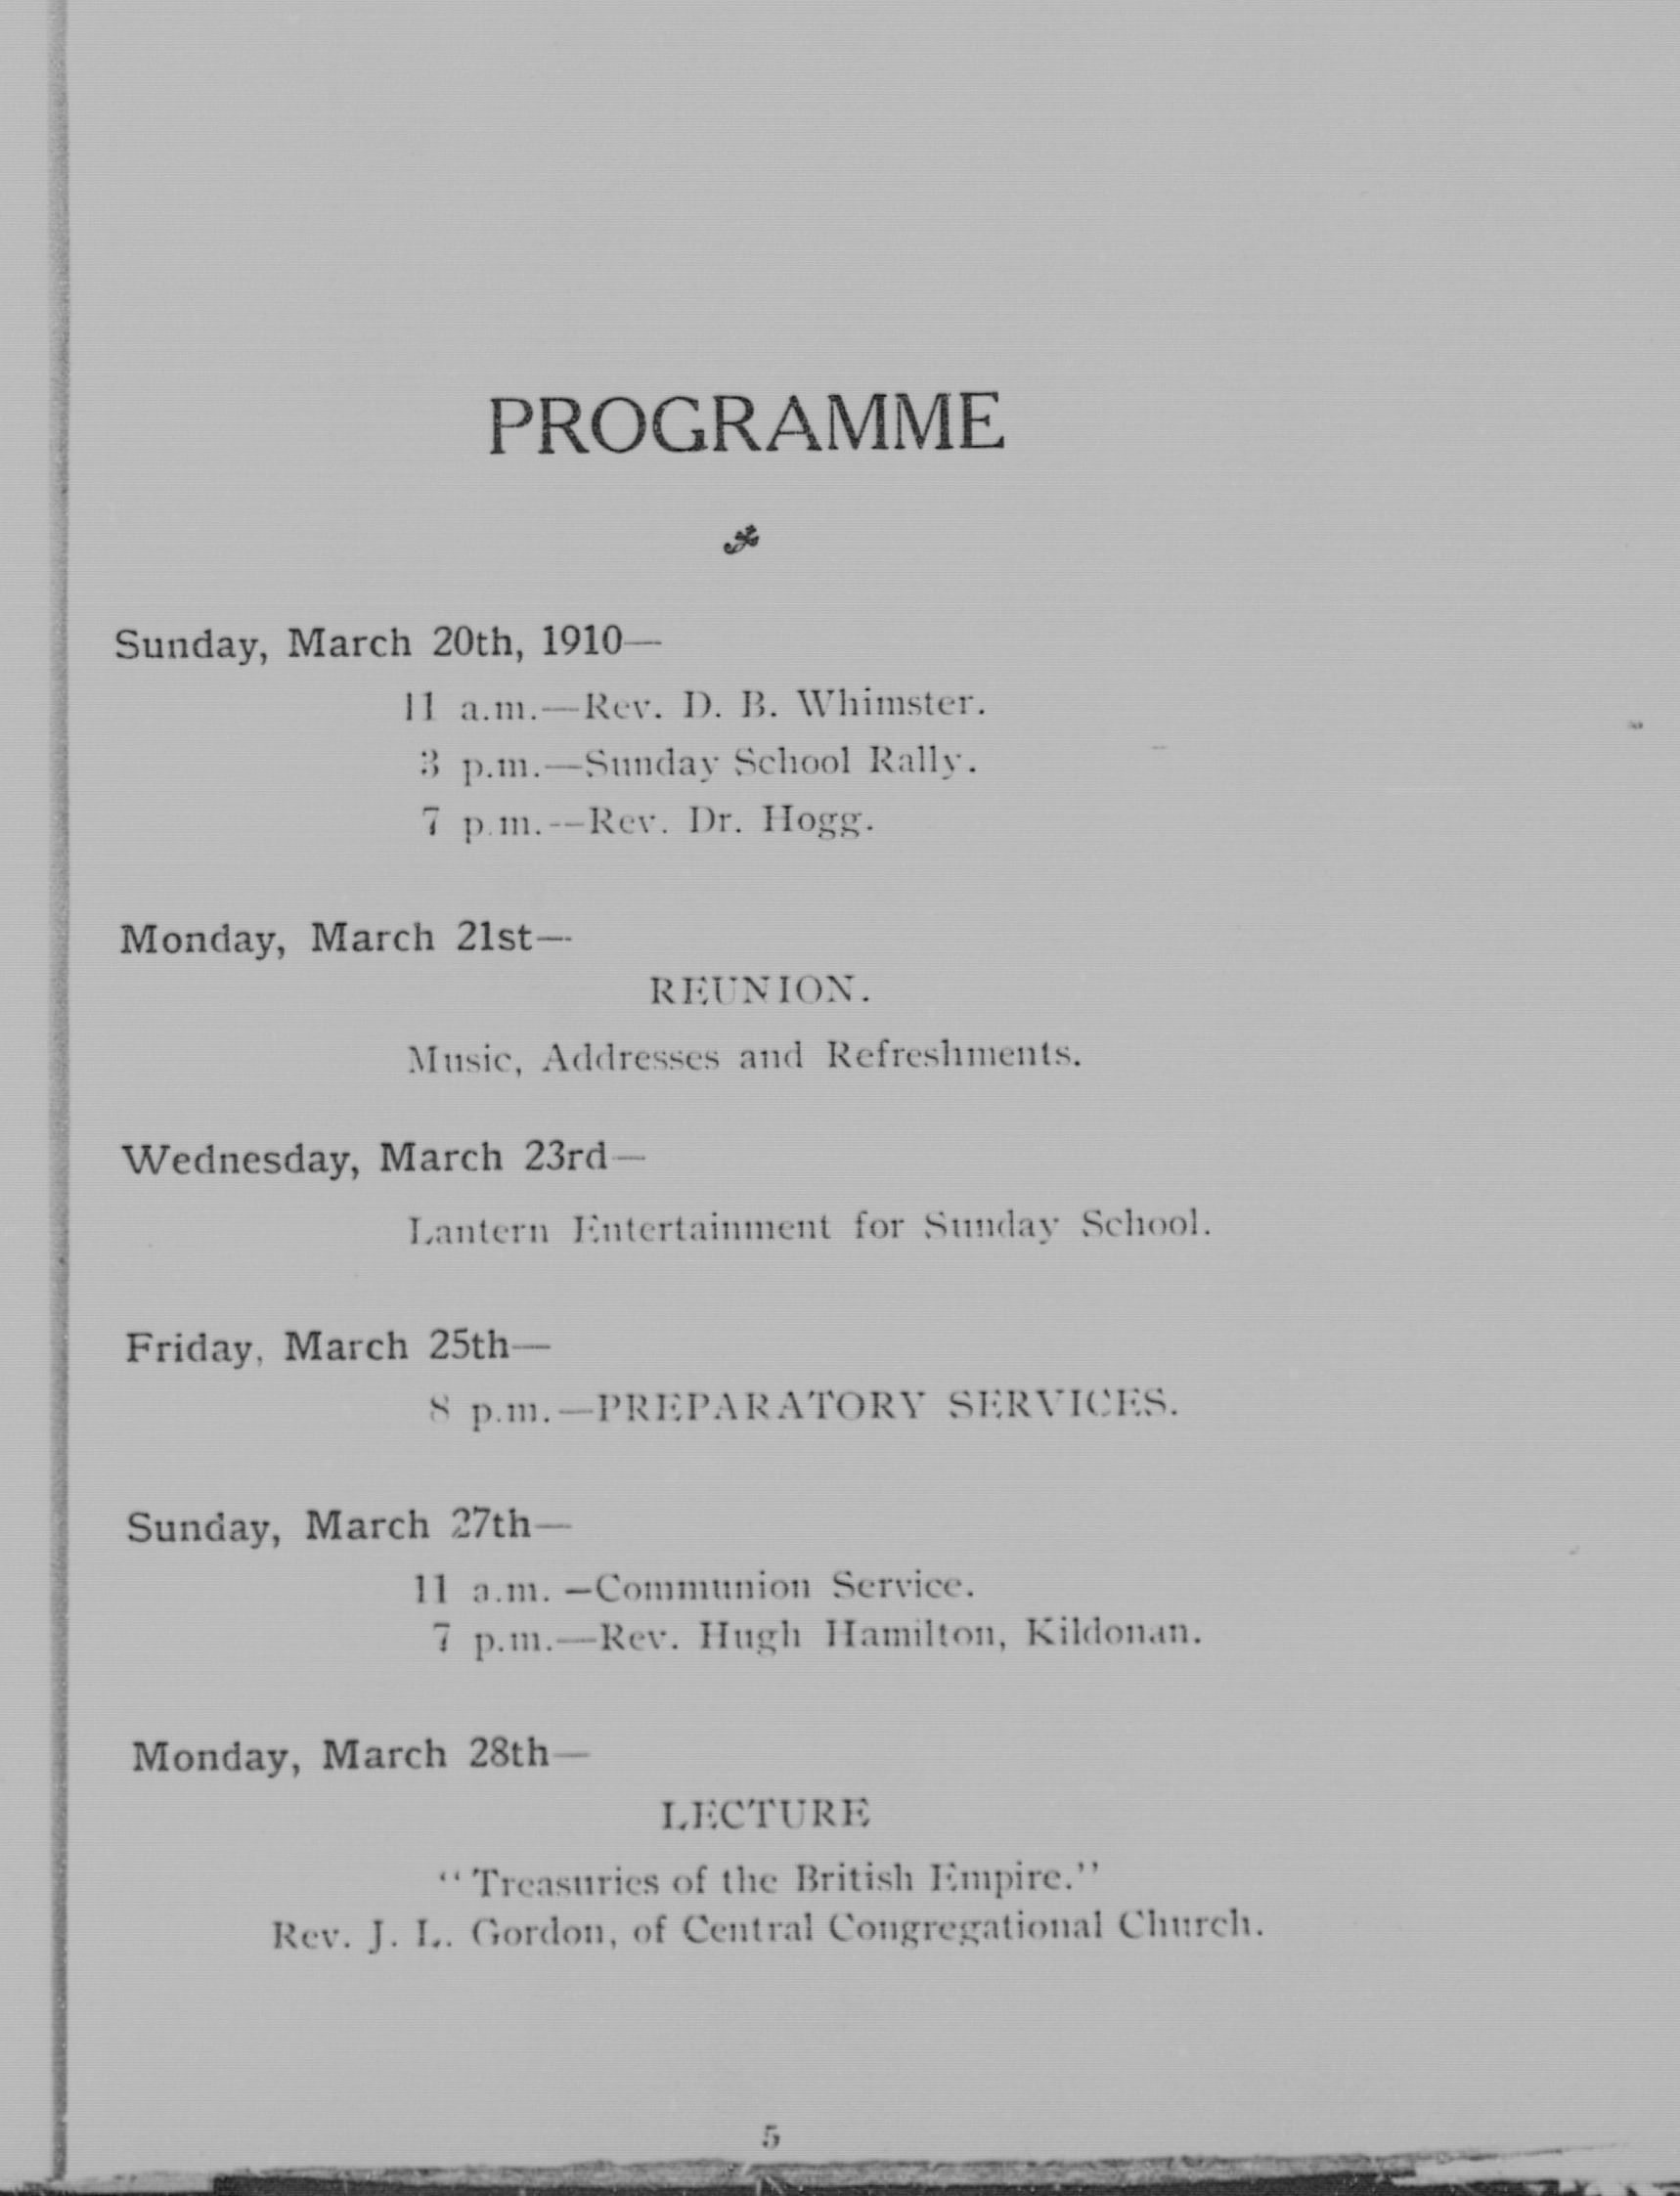 PROGRAMME
Sunday, March 20th, 1910—
11 a.m.—Rev. D. B. Whimster.
3 p.m.—Sunday School Rally.
7 p.m.—Rev. Dr. Hogg.
Monday, March 21st—
REUNION.
Music, Addresses and Refreshments.
Wednesday, March 23rd—
Lantern Entertainment for Sunday School.
Friday, March 25th—
8 p.m.—PREPARATORY SERVICES.
Sunday, March 27th—
11 a.m. —Communion Service.
7 p.m.—Rev. Hugh Hamilton, Kildonan.
Monday, March 28th—
LECTURE
“Treasuries of the British Empire.”
Rev. J. L. Gordon, of Central Congregational Church.
5